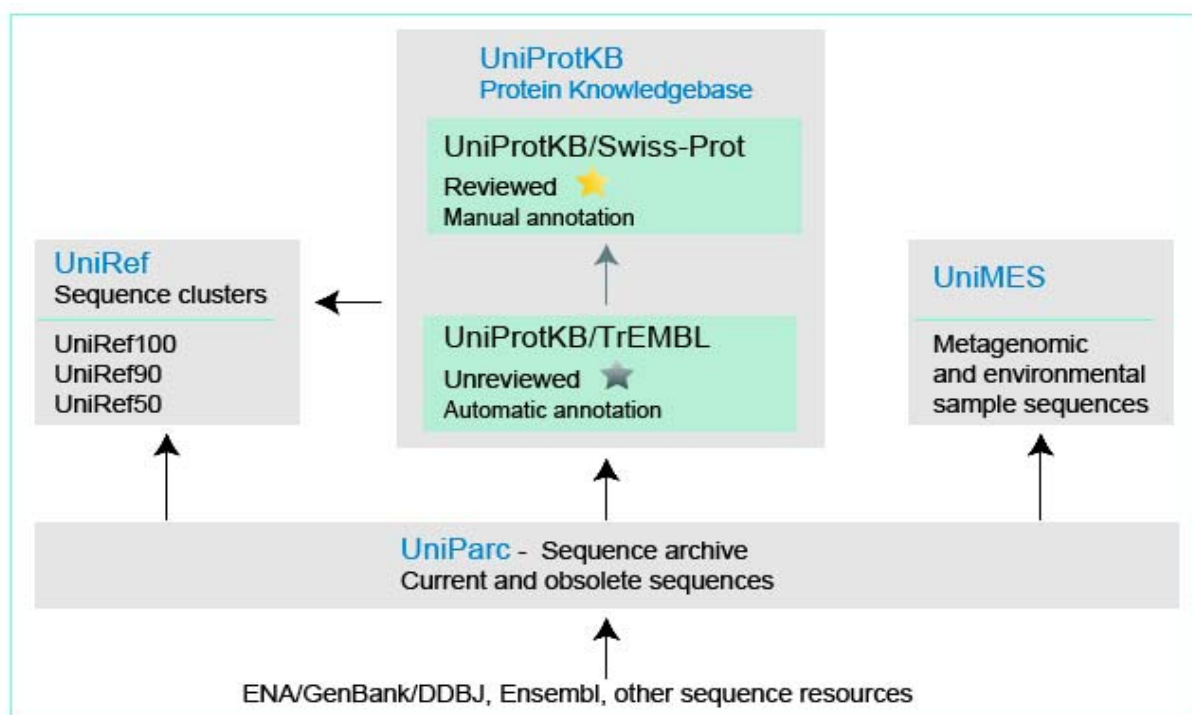 UniProtKB
Protein Knowledgebase
UniProtKB/Swiss-Prot
Reviewed
Manual annotation
UniRef
Sequence clusters
UniRef100
UniRef90
UniRef50
UniProtKB/TrEMBL
Unreviewed
Automatic annotation
UniMES
Metagenomic
and environmental
sample sequences
UniParc - Sequence archive
Current and obsolete sequences
ENA/GenBank/DDBJ, Ensembl, other sequence resources